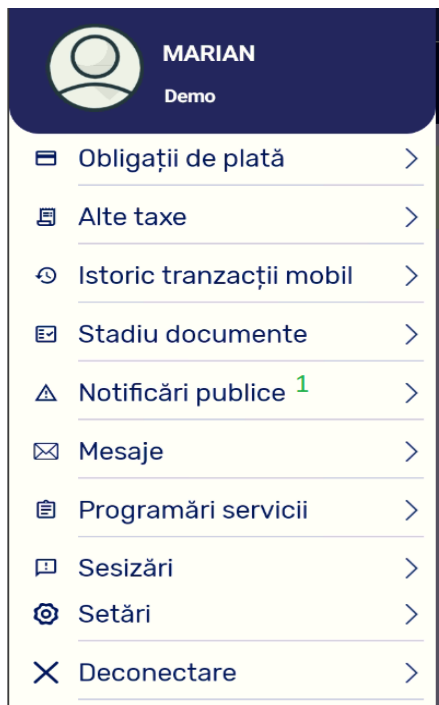 MARIAN
Demo
Obligații de plată
Alte taxe
Istoric tranzacții mobil
Stadiu documente
Notificări publice 1
Mesaje
Programări servicii
Sesizări
Setări
Deconectare